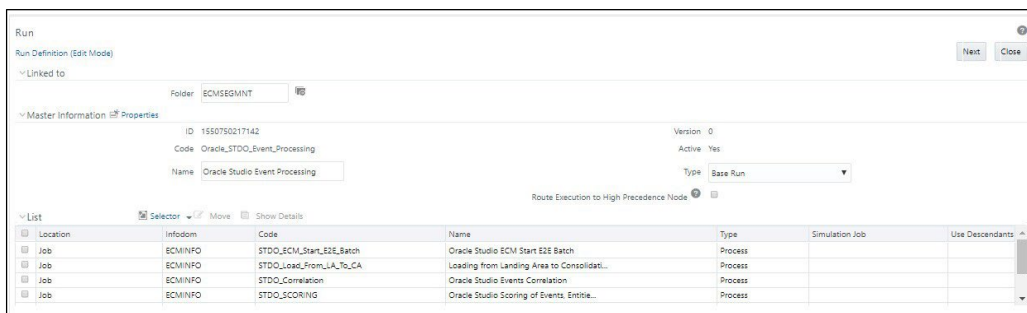 Run
Run Definition (Edit Mode)
Next Close
Linked to
Folder ECMSEGMNT
Master Information Properties
ID 1550750217142 Version 0
Code Oracle_STDO_Event_Processing Active Yes
Name Oracle Studio Event Processing Type Base Run
Route Execution to High Precedence Node
List Selector Move Show Details
Location Infodom Code Name Type Simulation Job Use Descendants
Job ECMINFO STDO_ECM_Start_E2E_Batch Oracle Studio ECM Start E2E Batch Process
Job ECMINFO STDO_Load_From_LA_To_CA Loading from Landing Area to Consolidati... Process
Job ECMINFO STDO_Correlation Oracle Studio Events Correlation Process
Job ECMINFO STDO_SCORING Oracle Studio Scoring of Events, Entitie... Process